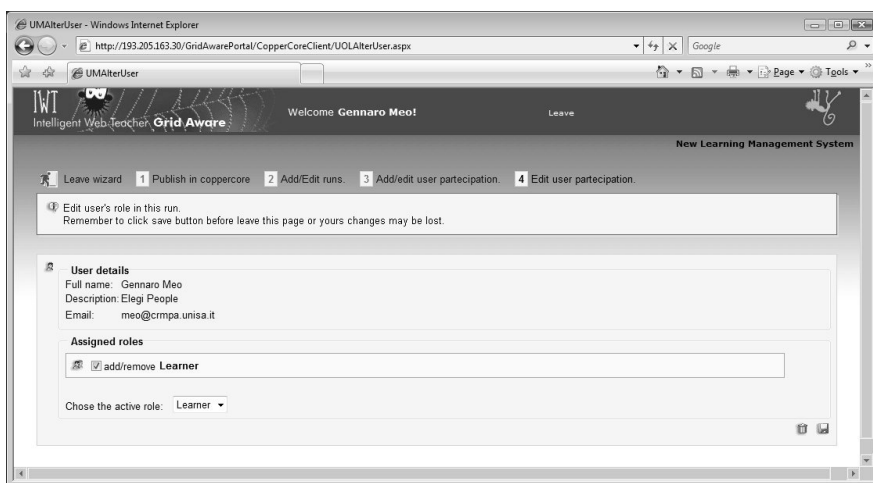 UMAlterUser - Windows Internet Explorer
http://193.205.163.30/GridAwarePortal/CopperCoreClient/UOLAlterUser.aspx
Google
UMAlterUser
Page
Tools
IWT
Intelligent Web Teacher Grid Aware
Welcome Gennaro Meo!
Leave
New Learning Management System
Leave wizard 1 Publish in coppercore 2 Add/Edit runs. 3 Add/edit user partecipation. 4 Edit user partecipation.
Edit user's role in this run.
Remember to click save button before leave this page or yours changes may be lost.
User details
Full name: Gennaro Meo
Description: Elegi People
Email: meo@crmpa.unisa.it
Assigned roles
add/remove Learner
Chose the active role: Learner